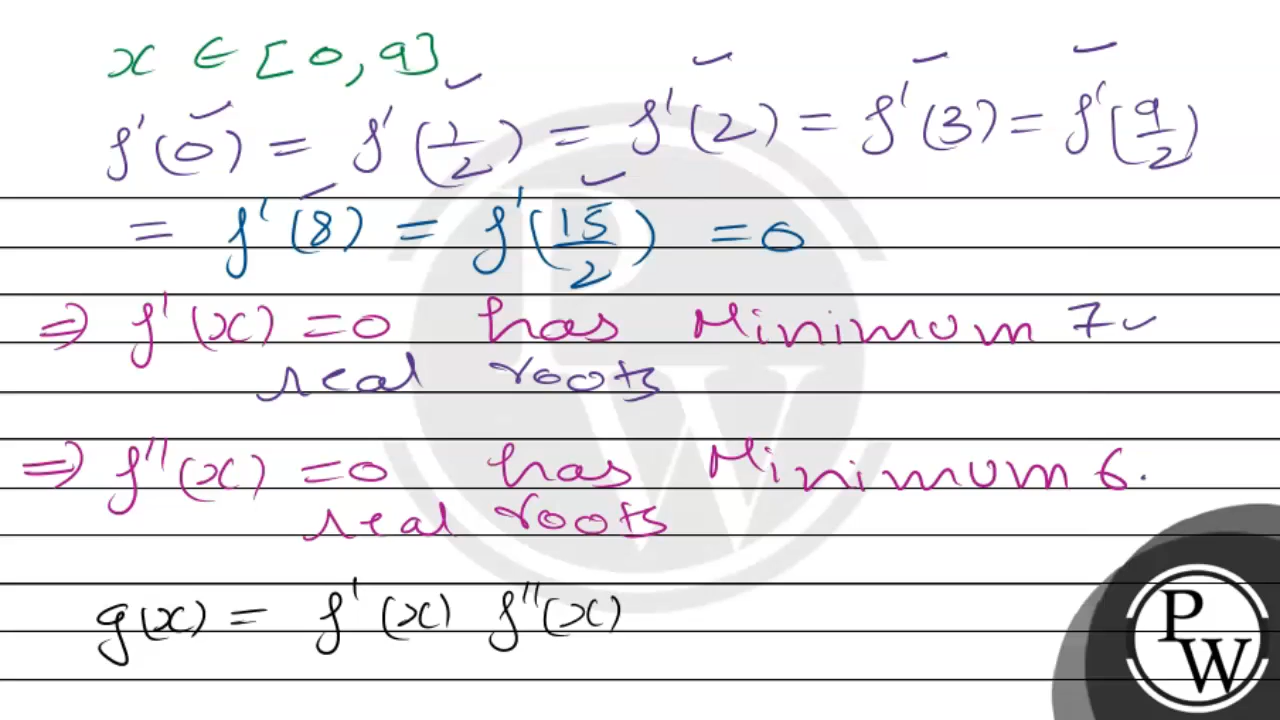 x ∈ [0, 9]
f'(0) = f'(1/2) = f'(2) = f'(3) = f'(9/2)
= f'(8) = f'(15/2) = 0
⇒ f'(x) = 0 has Minimum 7
real roots
⇒ f''(x) = 0 has Minimum 6.
real roots
g(x) = f'(x) f''(x)
PW
PW